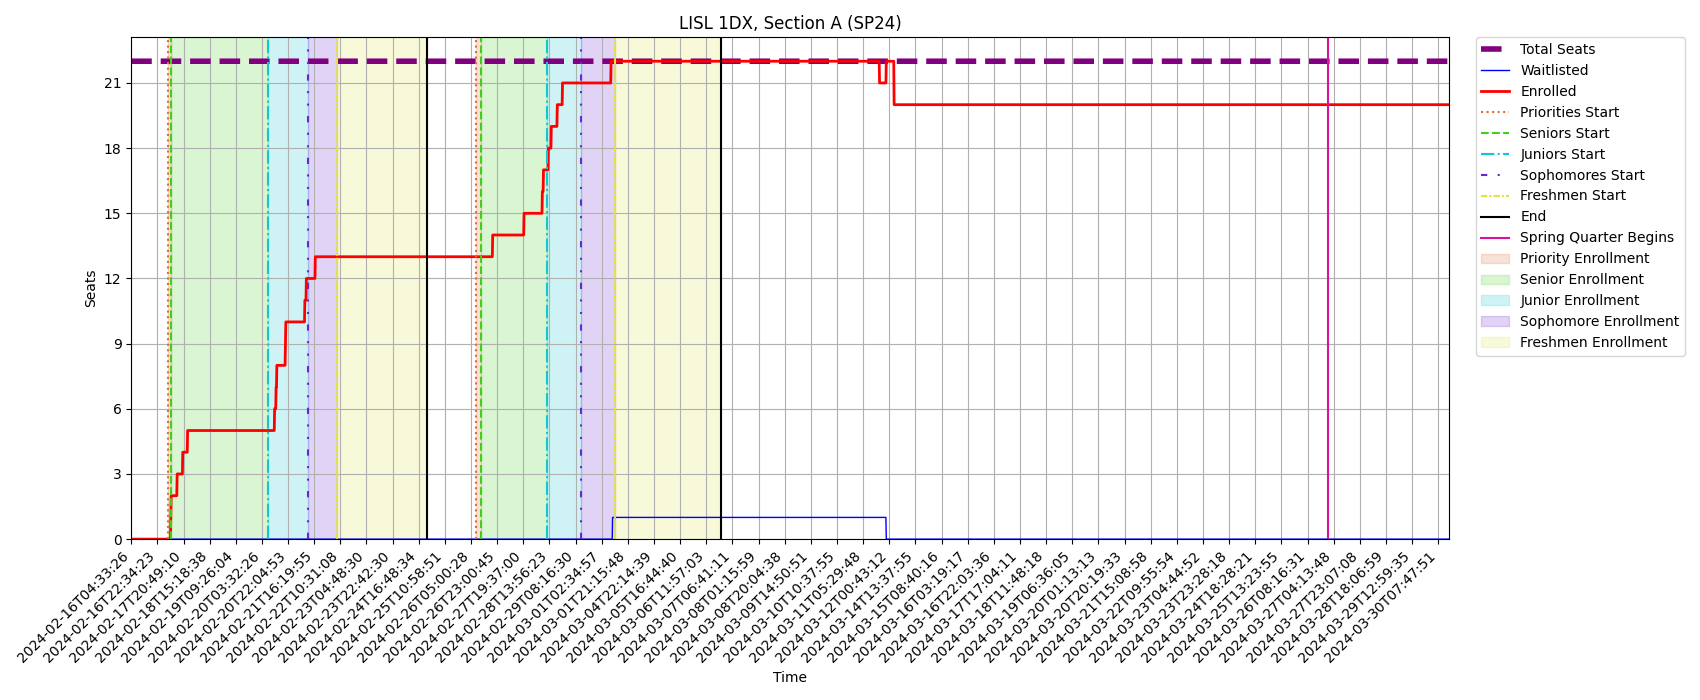 LISL 1DX, Section A (SP24)
Seats
21
18
15
12
9
6
3
0
2024-02-16T04:33:26
2024-02-16T22:34:23
2024-02-17T20:49:10
2024-02-18T15:18:38
2024-02-19T09:26:04
2024-02-20T03:32:26
2024-02-20T22:04:53
2024-02-21T16:19:55
2024-02-22T10:31:08
2024-02-23T04:48:30
2024-02-23T22:42:30
2024-02-24T16:48:34
2024-02-25T10:58:51
2024-02-26T05:00:28
2024-02-26T23:00:45
2024-02-27T19:37:00
2024-02-28T13:56:23
2024-02-29T08:16:30
2024-03-01T02:34:57
2024-03-01T21:15:48
2024-03-04T22:14:39
2024-03-05T16:44:40
2024-03-06T11:57:03
2024-03-07T06:41:11
2024-03-08T01:15:59
2024-03-08T20:04:38
2024-03-09T14:50:51
2024-03-10T10:37:55
2024-03-11T05:29:48
2024-03-12T00:43:12
2024-03-14T13:37:55
2024-03-15T08:40:16
2024-03-16T03:19:17
2024-03-16T22:03:36
2024-03-17T17:04:11
2024-03-18T11:48:18
2024-03-19T06:36:05
2024-03-20T01:13:13
2024-03-20T20:19:33
2024-03-21T15:08:58
2024-03-22T09:55:54
2024-03-23T04:44:52
2024-03-23T23:28:18
2024-03-24T18:28:21
2024-03-25T13:23:55
2024-03-26T08:16:31
2024-03-27T04:13:48
2024-03-27T23:07:08
2024-03-28T18:06:59
2024-03-29T12:59:35
2024-03-30T07:47:51
Time
Total Seats
Waitlisted
Enrolled
Priorities Start
Seniors Start
Juniors Start
Sophomores Start
Freshmen Start
End
Spring Quarter Begins
Priority Enrollment
Senior Enrollment
Junior Enrollment
Sophomore Enrollment
Freshmen Enrollment